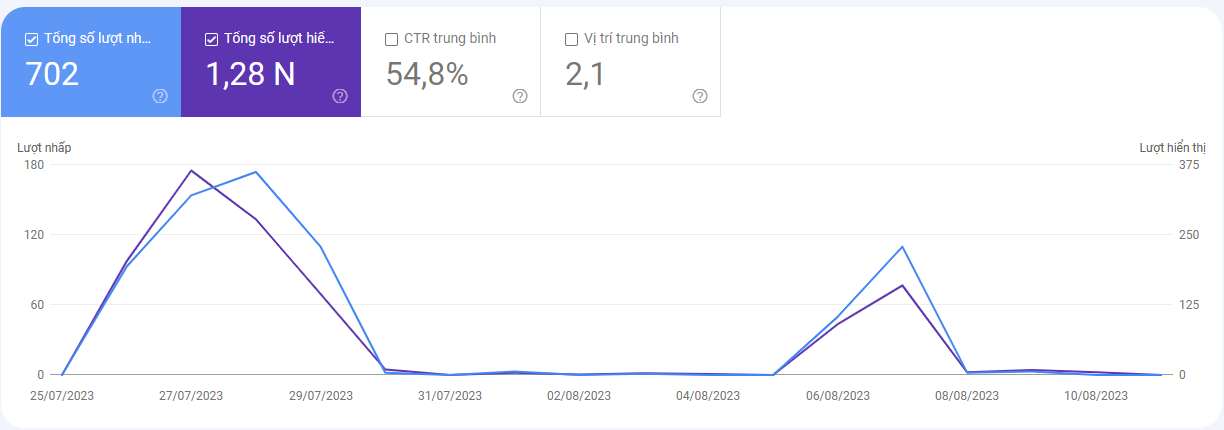 Tổng số lượt nh...
702
Tổng số lượt hiể...
1,28 N
CTR trung bình
54,8%
Vị trí trung bình
2,1
Lượt nhấp
Lượt hiển thị
180
375
120
250
60
125
0
0
25/07/2023
27/07/2023
29/07/2023
31/07/2023
02/08/2023
04/08/2023
06/08/2023
08/08/2023
10/08/2023